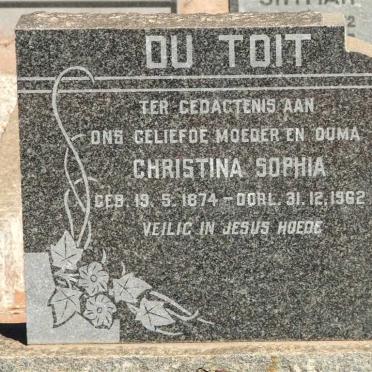 DU TOIT
TER GEDACTENIS AAN
ONS GELIEFDE MOEDER EN OUMA
CHRISTINA SOPHIA
GEB. 19.5.1874 – OORL. 31.12.1962
VEILIG IN JESUS HOEDE